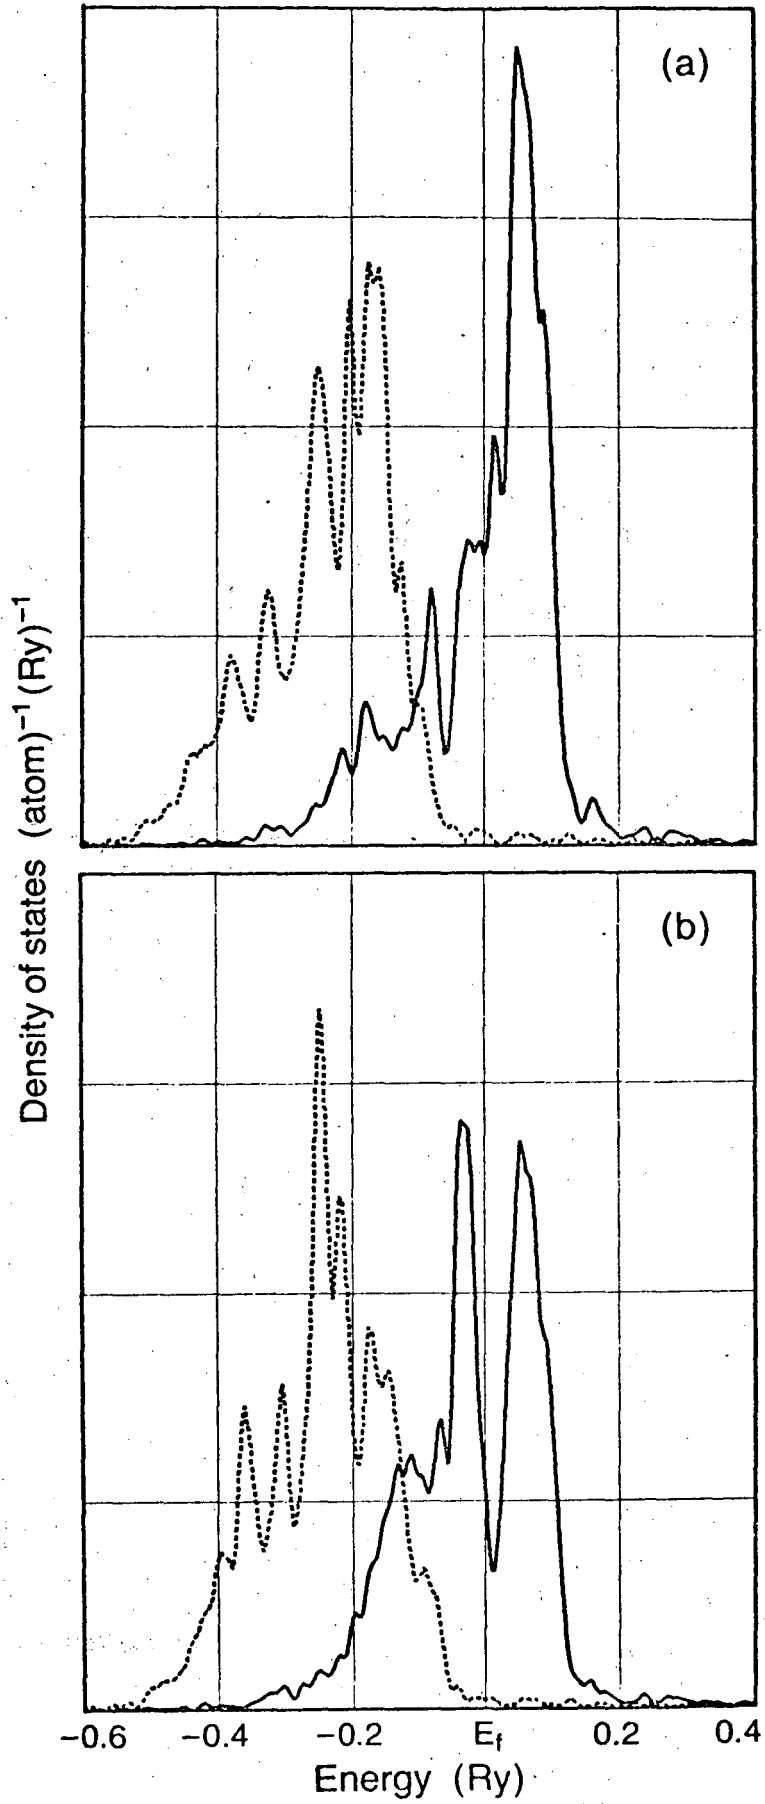 (a)
Density of states (atom)⁻¹ (Ry)⁻¹
(b)
−0.6 −0.4 −0.2 E_f 0.2 0.4
Energy (Ry)